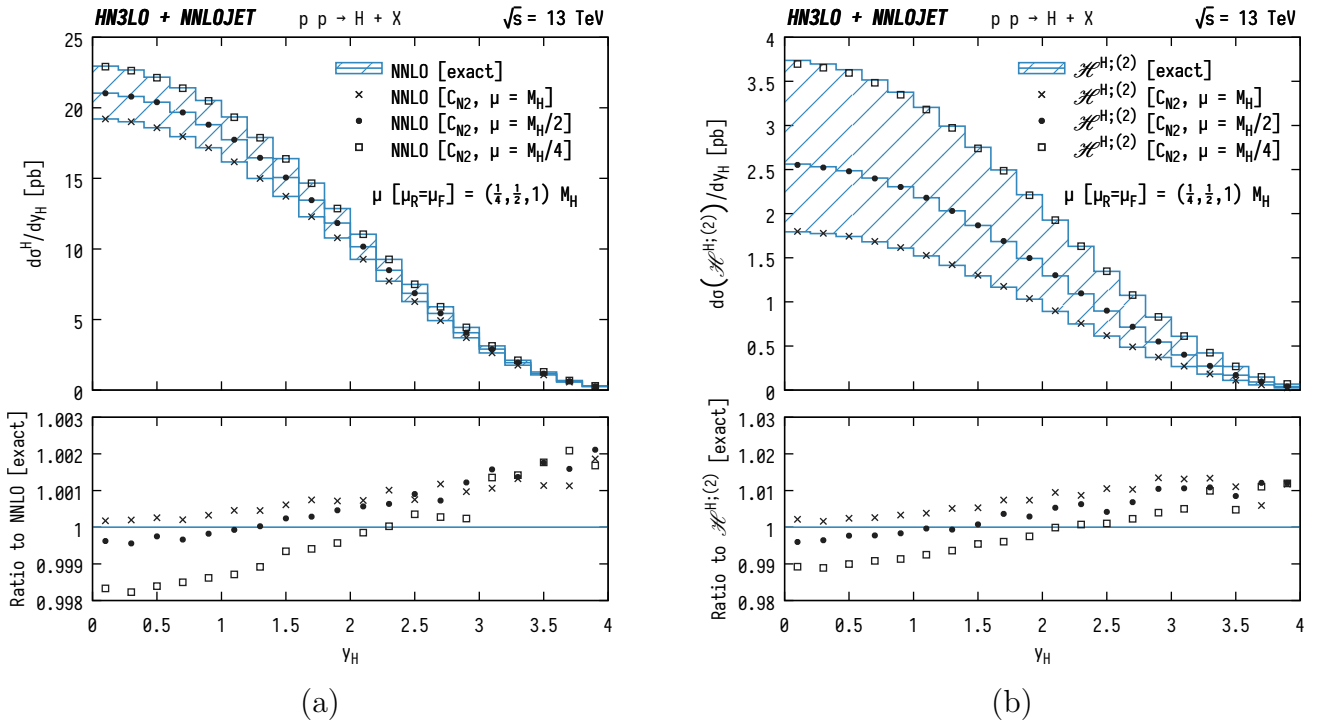 HN3LO + NNLOJET p p → H + X √s = 13 TeV
25
20
15
10
5
0
dσ^H/dy_H [pb]
NNLO [exact]
NNLO [C_N2, μ = M_H]
NNLO [C_N2, μ = M_H/2]
NNLO [C_N2, μ = M_H/4]
μ [μ_R=μ_F] = (1/4,1/2,1) M_H
1.003
1.002
1.001
1
0.999
0.998
Ratio to NNLO [exact]
0 0.5 1 1.5 2 2.5 3 3.5 4
y_H
(a)
HN3LO + NNLOJET p p → H + X √s = 13 TeV
4
3.5
3
2.5
2
1.5
1
0.5
0
dσ(ℋ^H;(2))/dy_H [pb]
ℋ^H;(2) [exact]
ℋ^H;(2) [C_N2, μ = M_H]
ℋ^H;(2) [C_N2, μ = M_H/2]
ℋ^H;(2) [C_N2, μ = M_H/4]
μ [μ_R=μ_F] = (1/4,1/2,1) M_H
1.03
1.02
1.01
1
0.99
0.98
Ratio to ℋ^H;(2) [exact]
0 0.5 1 1.5 2 2.5 3 3.5 4
y_H
(b)